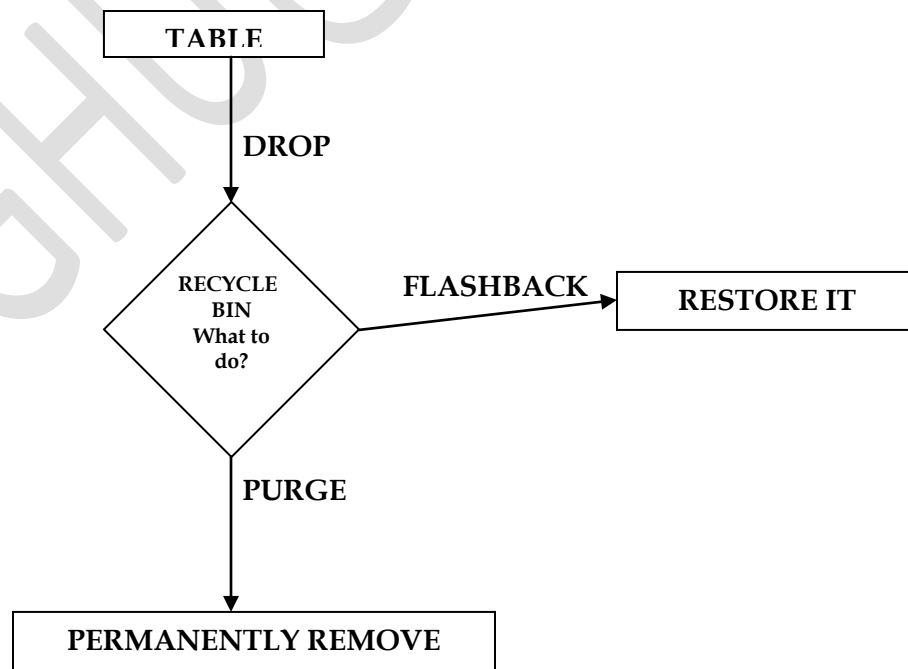 TABLE
DROP
RECYCLE
BIN
What to
do?
FLASHBACK
RESTORE IT
PURGE
PERMANENTLY REMOVE